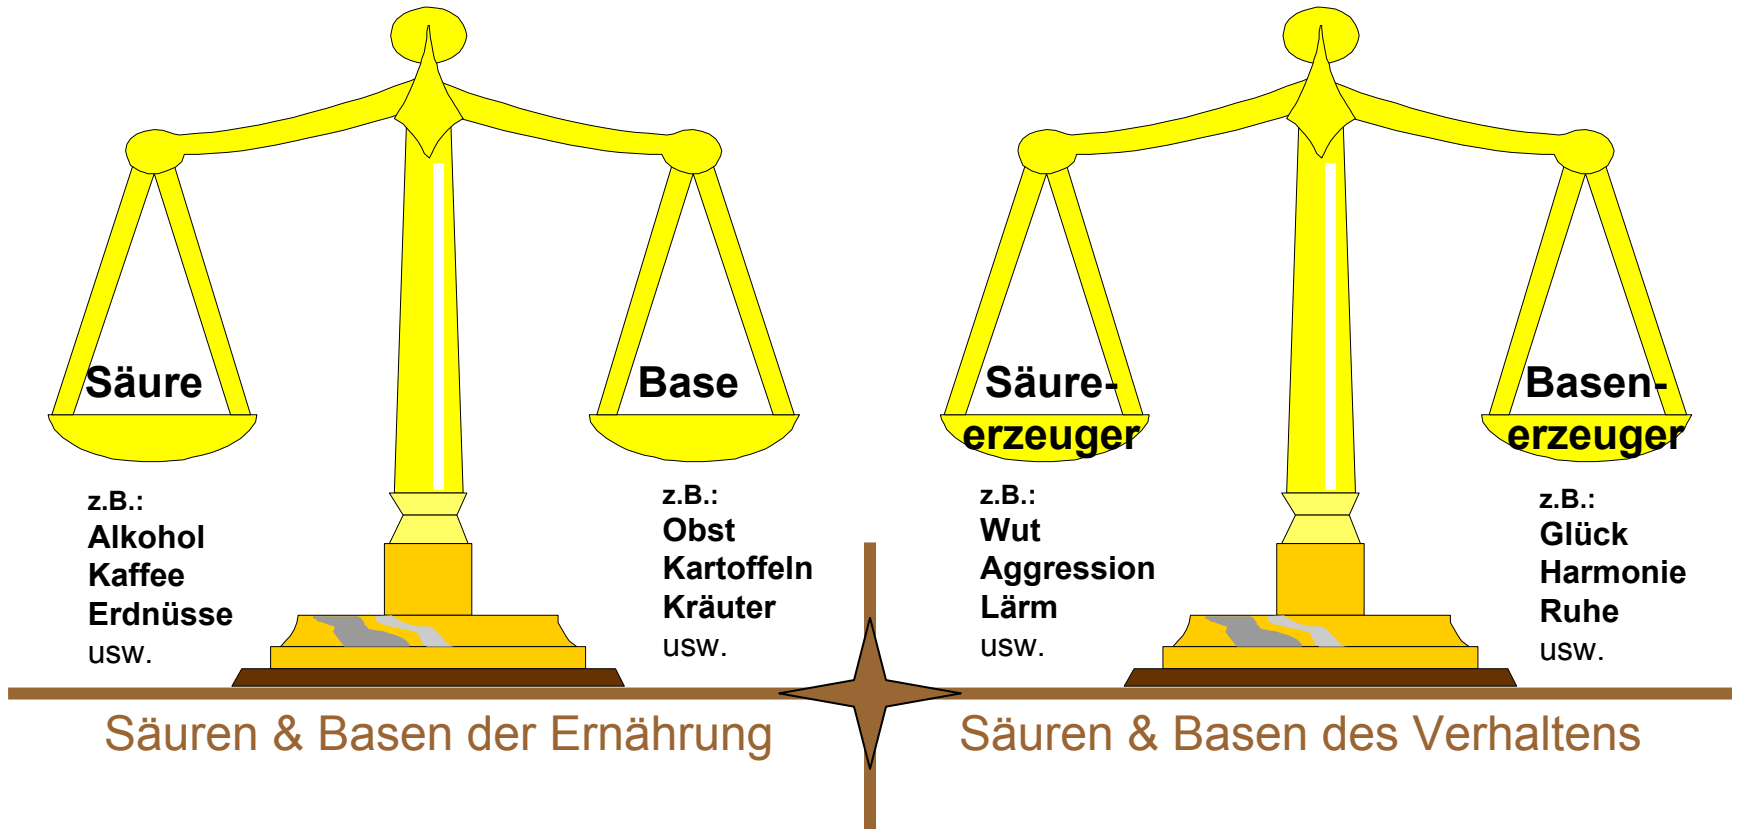 Säure
z.B.:
Alkohol
Kaffee
Erdnüsse
usw.
Base
z.B.:
Obst
Kartoffeln
Kräuter
usw.
Säuren & Basen der Ernährung
Säure-
erzeuger
z.B.:
Wut
Aggression
Lärm
usw.
Basen-
erzeuger
z.B.:
Glück
Harmonie
Ruhe
usw.
Säuren & Basen des Verhaltens